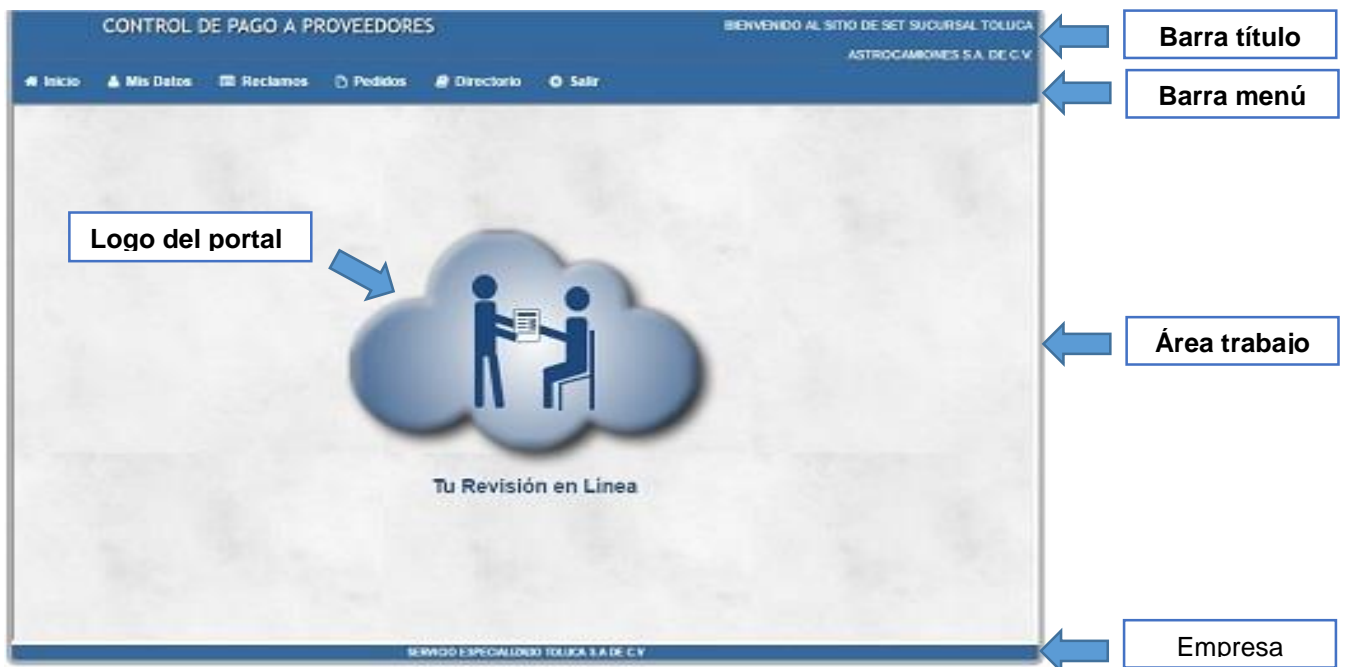 CONTROL DE PAGO A PROVEEDORES
BIENVENIDO AL SITIO DE SET SUCURSAL TOLUCA
ASTROCAMIONES S.A. DE C.V.
Barra título
Inicio Mis Datos Reclamos Pedidos Directorio Salir
Barra menú
Logo del portal
Área trabajo
Tu Revisión en Linea
SERVICIO ESPECIALIZADO TOLUCA S.A DE C.V
Empresa